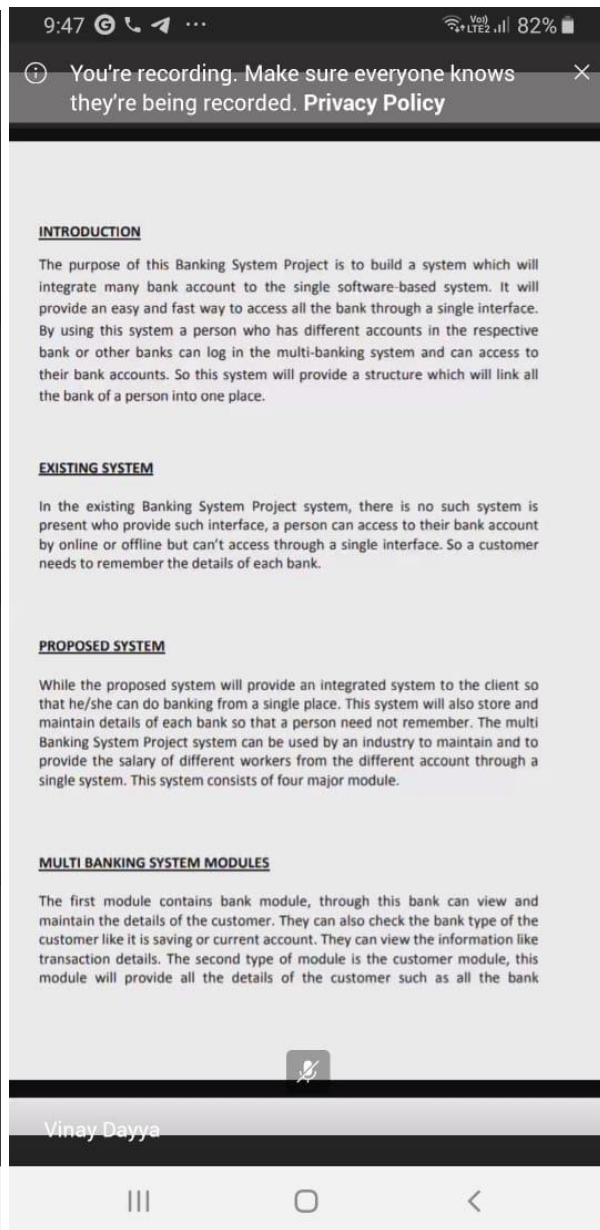 9:47
Vo))
LTE2 82%
You're recording. Make sure everyone knows
they're being recorded. Privacy Policy
INTRODUCTION
The purpose of this Banking System Project is to build a system which will
integrate many bank account to the single software-based system. It will
provide an easy and fast way to access all the bank through a single interface.
By using this system a person who has different accounts in the respective
bank or other banks can log in the multi-banking system and can access to
their bank accounts. So this system will provide a structure which will link all
the bank of a person into one place.
EXISTING SYSTEM
In the existing Banking System Project system, there is no such system is
present who provide such interface, a person can access to their bank account
by online or offline but can't access through a single interface. So a customer
needs to remember the details of each bank.
PROPOSED SYSTEM
While the proposed system will provide an integrated system to the client so
that he/she can do banking from a single place. This system will also store and
maintain details of each bank so that a person need not remember. The multi
Banking System Project system can be used by an industry to maintain and to
provide the salary of different workers from the different account through a
single system. This system consists of four major module.
MULTI BANKING SYSTEM MODULES
The first module contains bank module, through this bank can view and
maintain the details of the customer. They can also check the bank type of the
customer like it is saving or current account. They can view the information like
transaction details. The second type of module is the customer module, this
module will provide all the details of the customer such as all the bank
Vinay Dayya